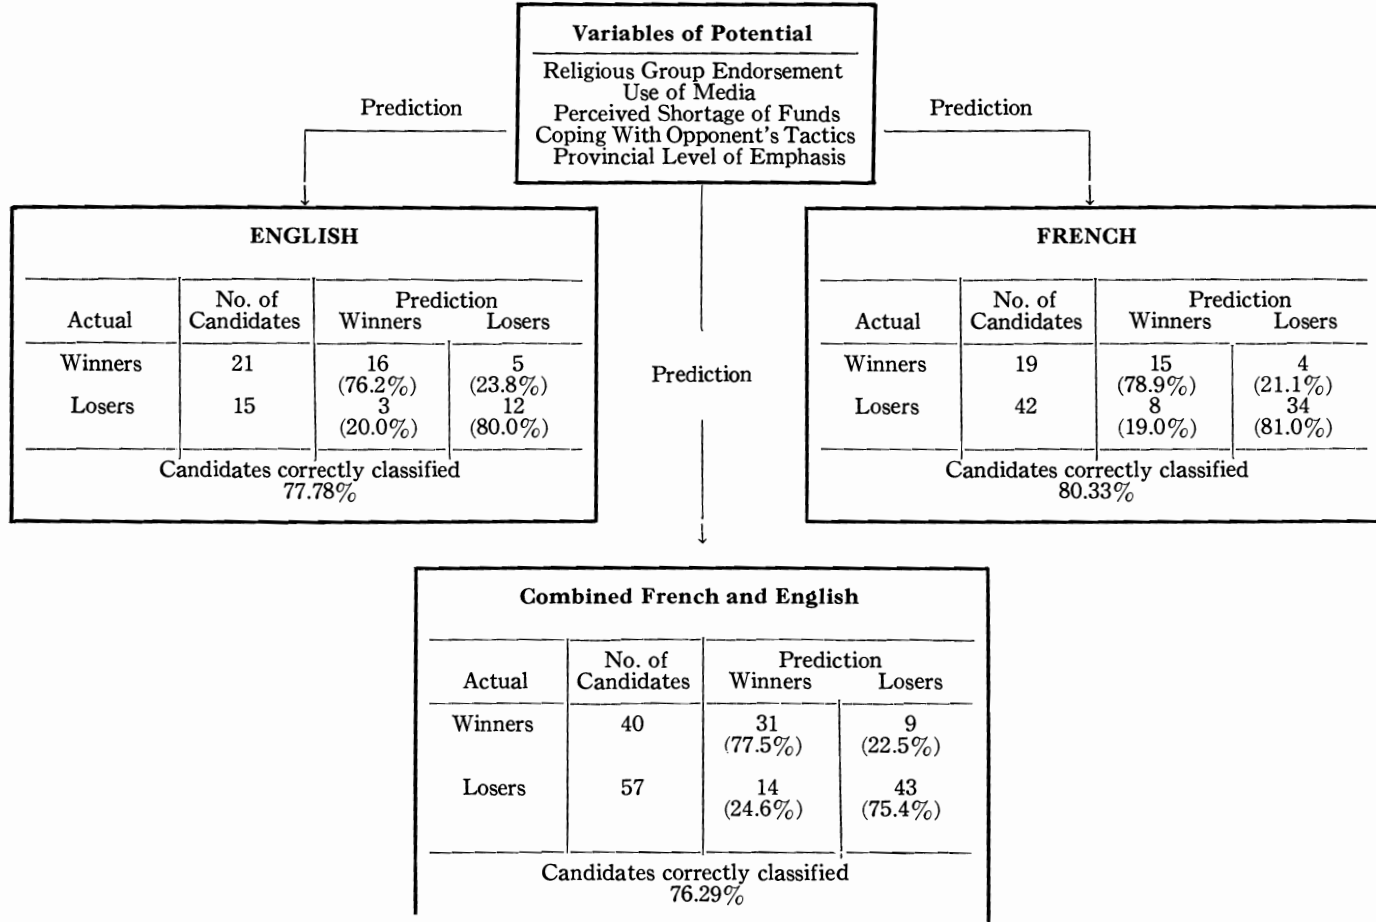 Variables of Potential
Religious Group Endorsement
Use of Media
Perceived Shortage of Funds
Coping With Opponent's Tactics
Provincial Level of Emphasis
Prediction
Prediction
ENGLISH
No. of Prediction
Actual Candidates Winners Losers
Winners 21 16 5
(76.2%) (23.8%)
Losers 15 3 12
(20.0%) (80.0%)
Candidates correctly classified
77.78%
Prediction
FRENCH
No. of Prediction
Actual Candidates Winners Losers
Winners 19 15 4
(78.9%) (21.1%)
Losers 42 8 34
(19.0%) (81.0%)
Candidates correctly classified
80.33%
Combined French and English
No. of Prediction
Actual Candidates Winners Losers
Winners 40 31 9
(77.5%) (22.5%)
Losers 57 14 43
(24.6%) (75.4%)
Candidates correctly classified
76.29%